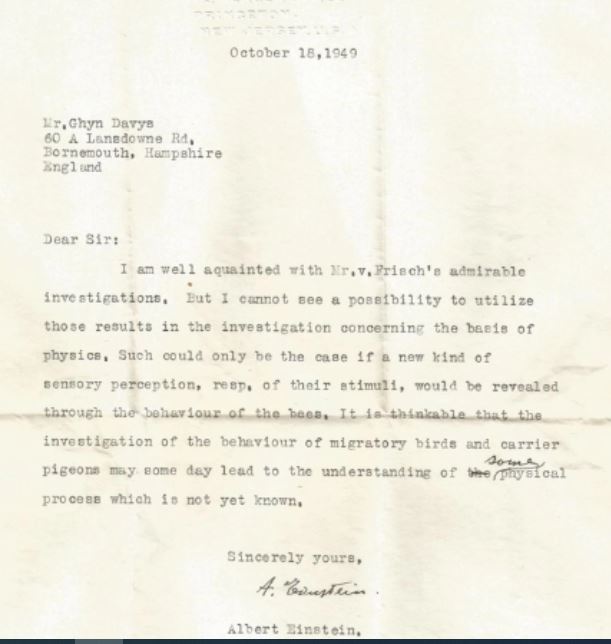 PRINCETON.
NEW JERSEY, U.S.A.
October 18,1949
Mr.Ghyn Davys
60 A Lansdowne Rd,
Bornemouth, Hampshire
England
Dear Sir:
I am well aquainted with Mr.v.Frisch's admirable
investigations. But I cannot see a possibility to utilize
those results in the investigation concerning the basis of
physics. Such could only be the case if a new kind of
sensory perception, resp. of their stimuli, would be revealed
through the behaviour of the bees. It is thinkable that the
investigation of the behaviour of migratory birds and carrier
some
pigeons may some day lead to the understanding of the physical
process which is not yet known.
Sincerely yours,
A. Einstein.
Albert Einstein.